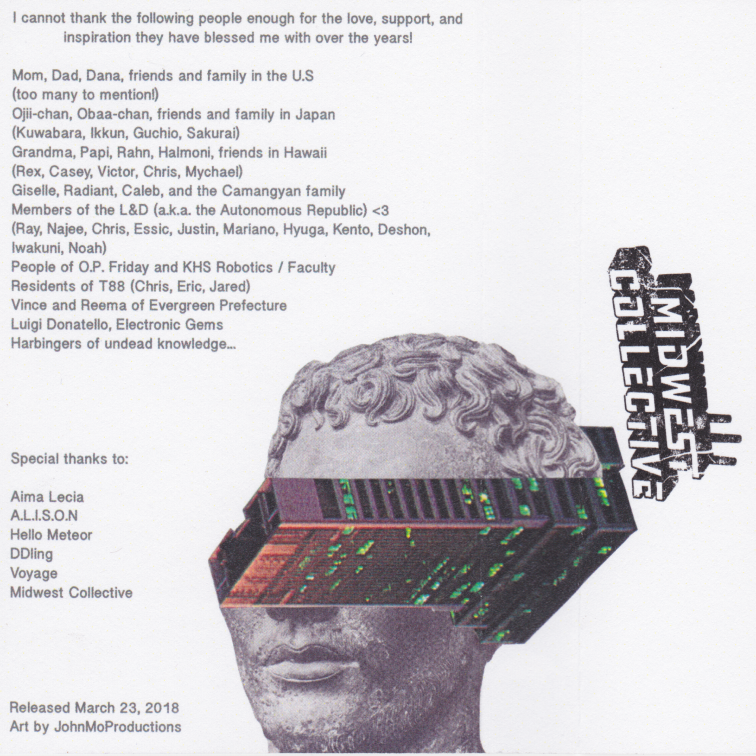 I cannot thank the following people enough for the love, support, and
inspiration they have blessed me with over the years!
Mom, Dad, Dana, friends and family in the U.S
(too many to mention!)
Ojii-chan, Obaa-chan, friends and family in Japan
(Kuwabara, Ikkun, Guchio, Sakurai)
Grandma, Papi, Rahn, Halmoni, friends in Hawaii
(Rex, Casey, Victor, Chris, Mychael)
Giselle, Radiant, Caleb, and the Camangyan family
Members of the L&D (a.k.a. the Autonomous Republic) <3
(Ray, Najee, Chris, Essic, Justin, Mariano, Hyuga, Kento, Deshon,
Iwakuni, Noah)
People of O.P. Friday and KHS Robotics / Faculty
Residents of T88 (Chris, Eric, Jared)
Vince and Reema of Evergreen Prefecture
Luigi Donatello, Electronic Gems
Harbingers of undead knowledge...
Special thanks to:
Aima Lecia
A.L.I.S.O.N
Hello Meteor
DDling
Voyage
Midwest Collective
Released March 23, 2018
Art by JohnMoProductions
MIDWEST
COLLECTIVE